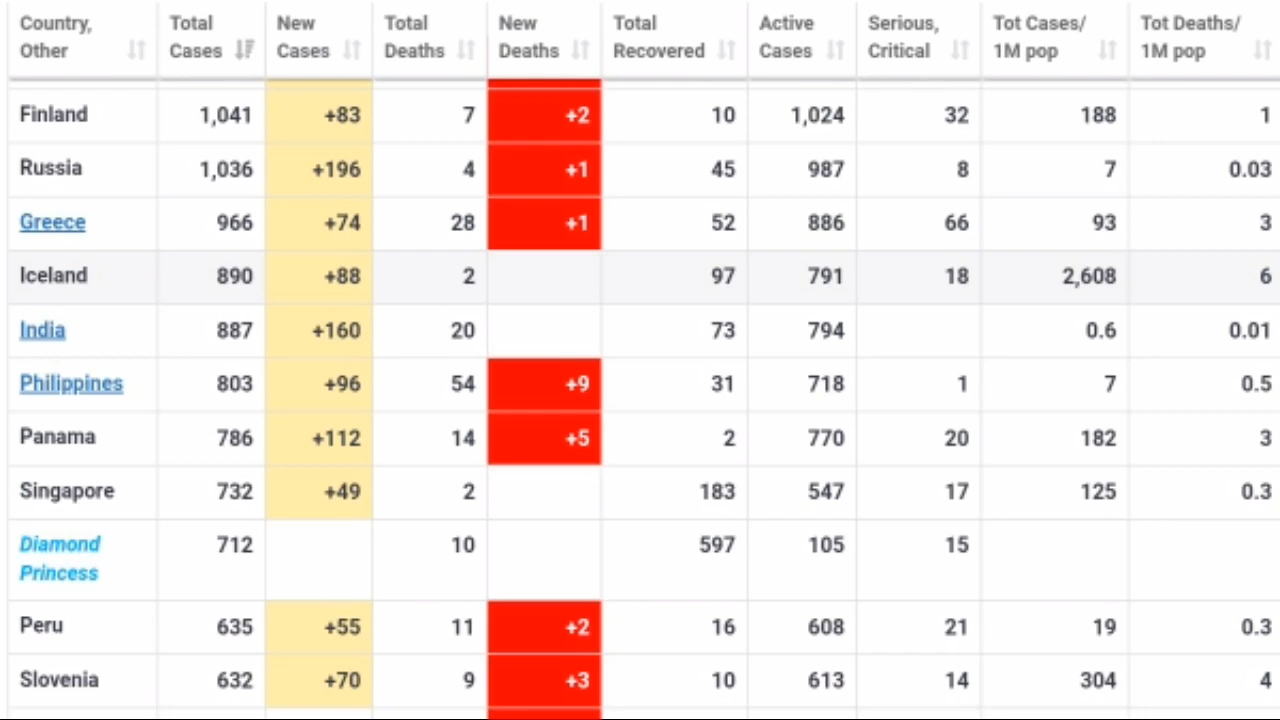 Country, Other Total Cases New Cases Total Deaths New Deaths Total Recovered Active Cases Serious, Critical Tot Cases/ 1M pop Tot Deaths/ 1M pop
Finland 1,041 +83 7 +2 10 1,024 32 188 1
Russia 1,036 +196 4 +1 45 987 8 7 0.03
Greece 966 +74 28 +1 52 886 66 93 3
Iceland 890 +88 2 97 791 18 2,608 6
India 887 +160 20 73 794 0.6 0.01
Philippines 803 +96 54 +9 31 718 1 7 0.5
Panama 786 +112 14 +5 2 770 20 182 3
Singapore 732 +49 2 183 547 17 125 0.3
Diamond Princess 712 10 597 105 15
Peru 635 +55 11 +2 16 608 21 19 0.3
Slovenia 632 +70 9 +3 10 613 14 304 4